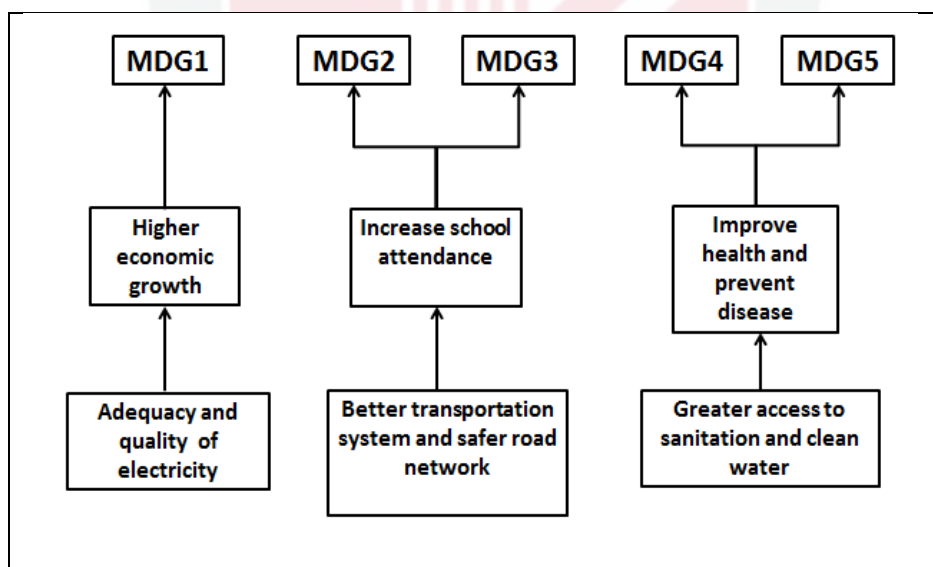 MDG1
MDG2
MDG3
MDG4
MDG5
Higher
economic
growth
Increase school
attendance
Improve
health and
prevent
disease
Adequacy and
quality of
electricity
Better transportation
system and safer road
network
Greater access to
sanitation and clean
water